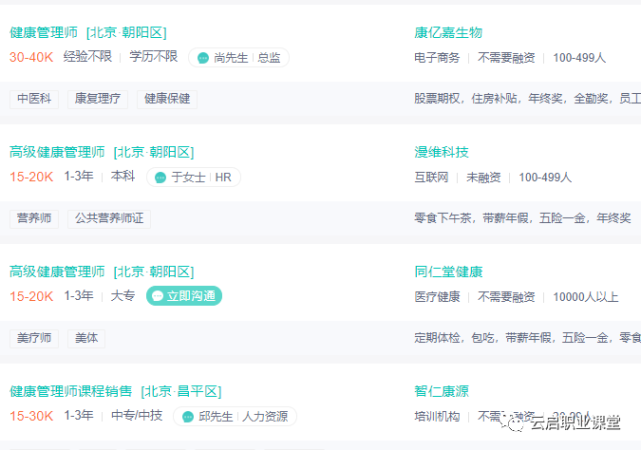 健康管理师 [北京·朝阳区] 康亿嘉生物
30-40K 经验不限 学历不限 尚先生 总监 电子商务 不需要融资 100-499人
中医科 康复理疗 健康保健 股票期权，住房补贴，年终奖，全勤奖，员工
高级健康管理师 [北京·朝阳区] 漫维科技
15-20K 1-3年 本科 于女士 HR 互联网 未融资 100-499人
营养师 公共营养师证 零食下午茶，带薪年假，五险一金，年终奖
高级健康管理师 [北京·朝阳区] 同仁堂健康
15-20K 1-3年 大专 立即沟通 医疗健康 不需要融资 10000人以上
美疗师 美体 定期体检，包吃，带薪年假，五险一金，零食
健康管理师课程销售 [北京·昌平区] 智仁康源
15-30K 1-3年 中专/中技 邱先生 人力资源 培训机构 不需 融资
云启职业课堂